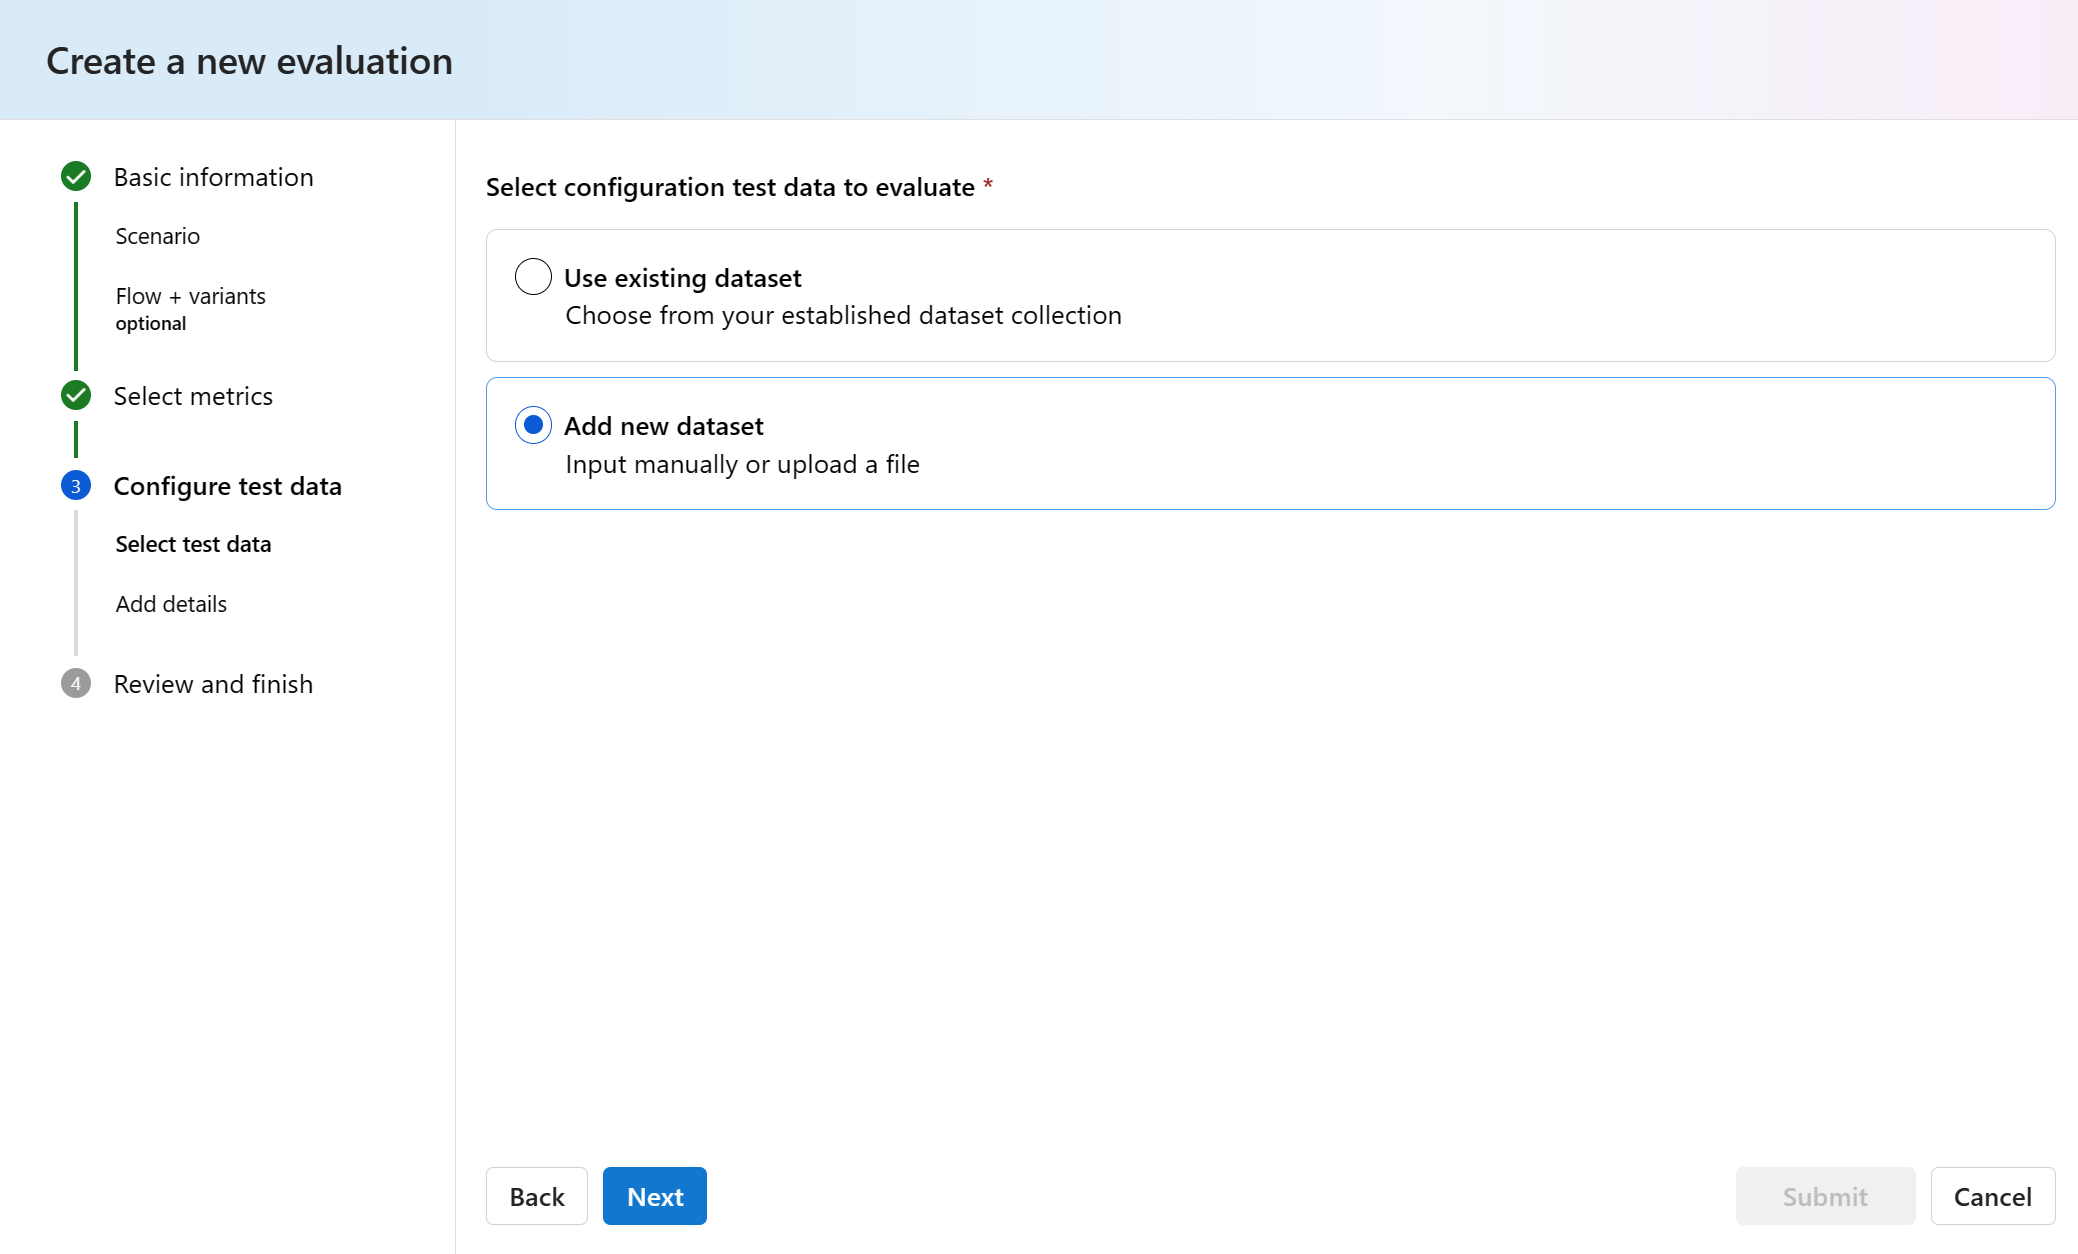 Create a new evaluation
Basic information
Scenario
Flow + variants
optional
Select metrics
3
Configure test data
Select test data
Add details
4
Review and finish
Select configuration test data to evaluate *
Use existing dataset
Choose from your established dataset collection
Add new dataset
Input manually or upload a file
Back
Next
Submit
Cancel